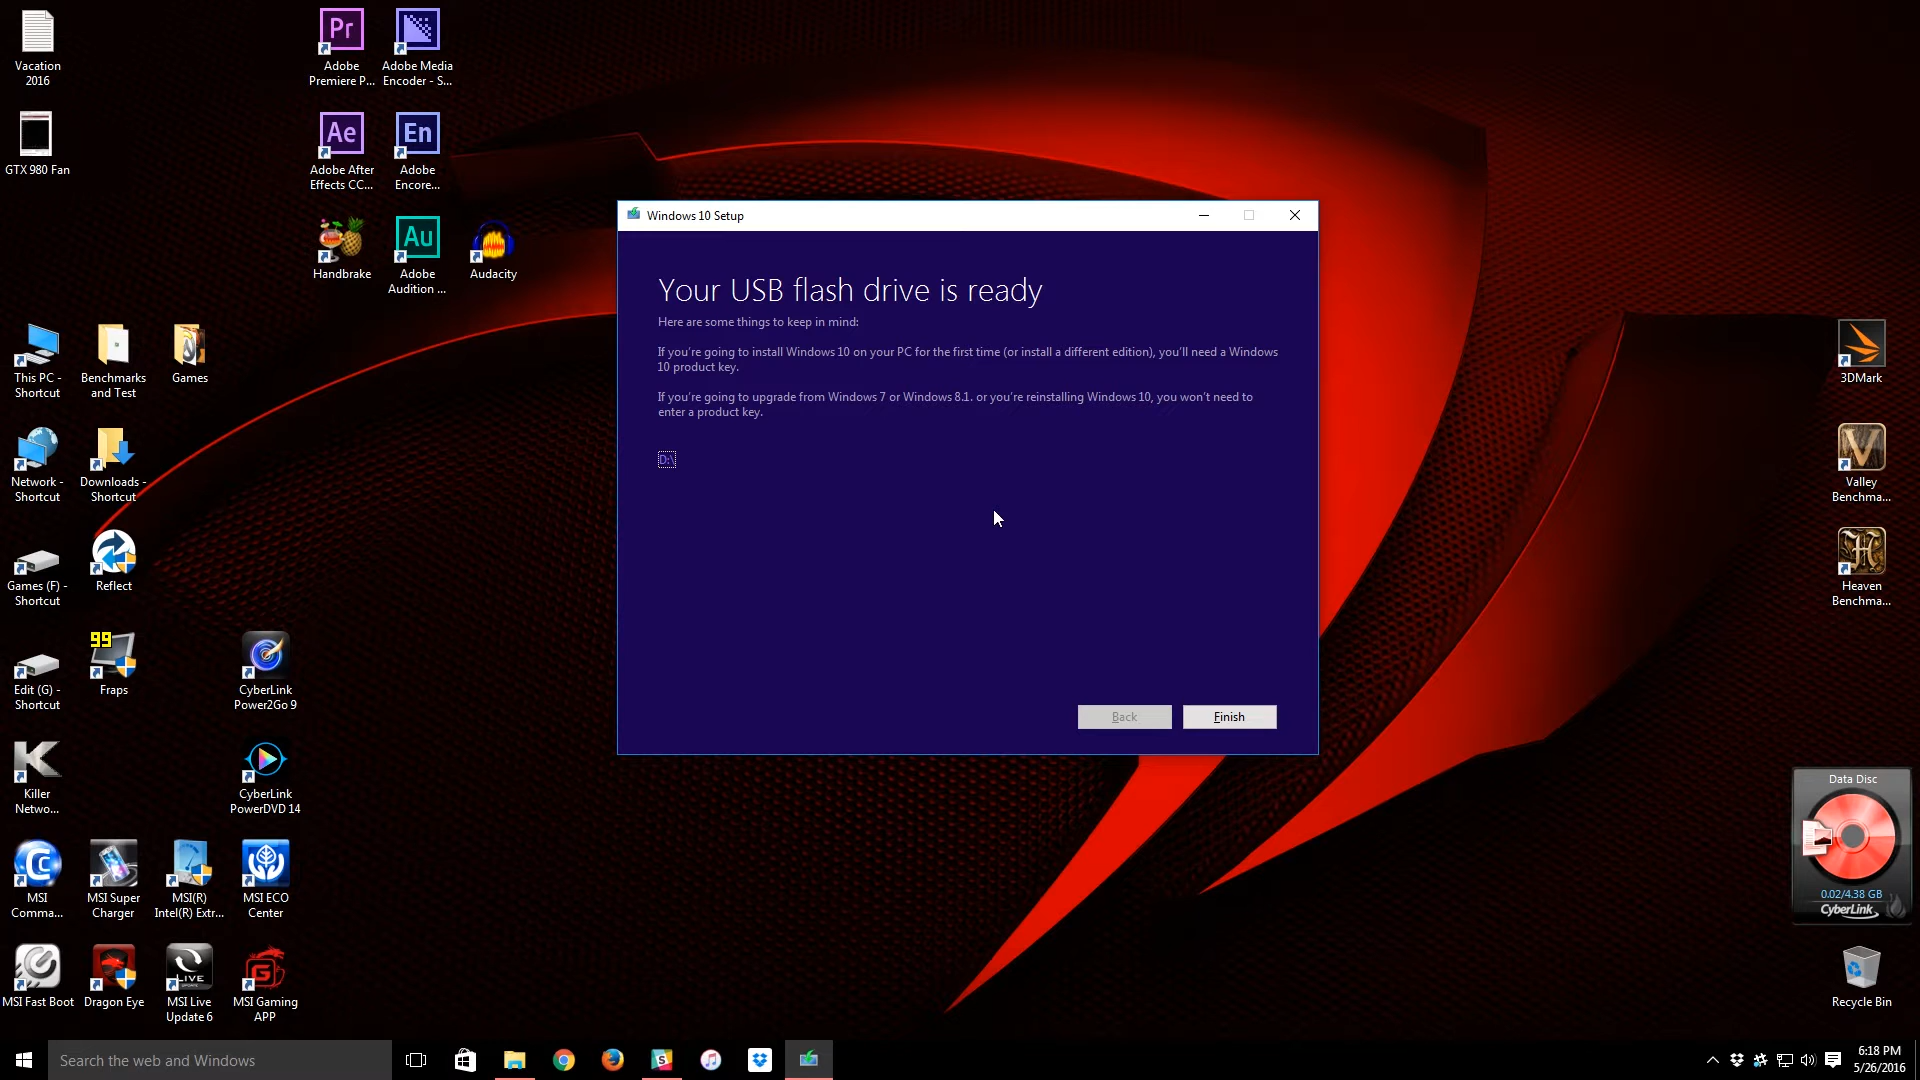 Vacation
2016
Pr
Adobe
Premiere P...
Adobe Media
Encoder - S...
GTX 980 Fan
Ae
Adobe After
Effects CC...
En
Adobe
Encore...
Handbrake
Au
Adobe
Audition ...
Audacity
Windows 10 Setup
Your USB flash drive is ready
Here are some things to keep in mind:
If you're going to install Windows 10 on your PC for the first time (or install a different edition), you'll need a Windows
10 product key.
If you're going to upgrade from Windows 7 or Windows 8.1. or you're reinstalling Windows 10, you won't need to
enter a product key.
D:\
Back
Finish
This PC -
Shortcut
Benchmarks
and Test
Games
Network -
Shortcut
Downloads -
Shortcut
Games (F) -
Shortcut
Reflect
Edit (G) -
Shortcut
99
Fraps
CyberLink
Power2Go 9
K
Killer
Netwo...
CyberLink
PowerDVD 14
C
MSI
Comma...
MSI Super
Charger
MSI(R)
Intel(R) Extr...
MSI ECO
Center
MSI Fast Boot
Dragon Eye
LIVE
MSI Live
Update 6
G
MSI Gaming
APP
3DMark
V
Valley
Benchma...
H
Heaven
Benchma...
Data Disc
0.02/4.38 GB
CyberLink
Recycle Bin
Search the web and Windows
S
6:18 PM
5/26/2016